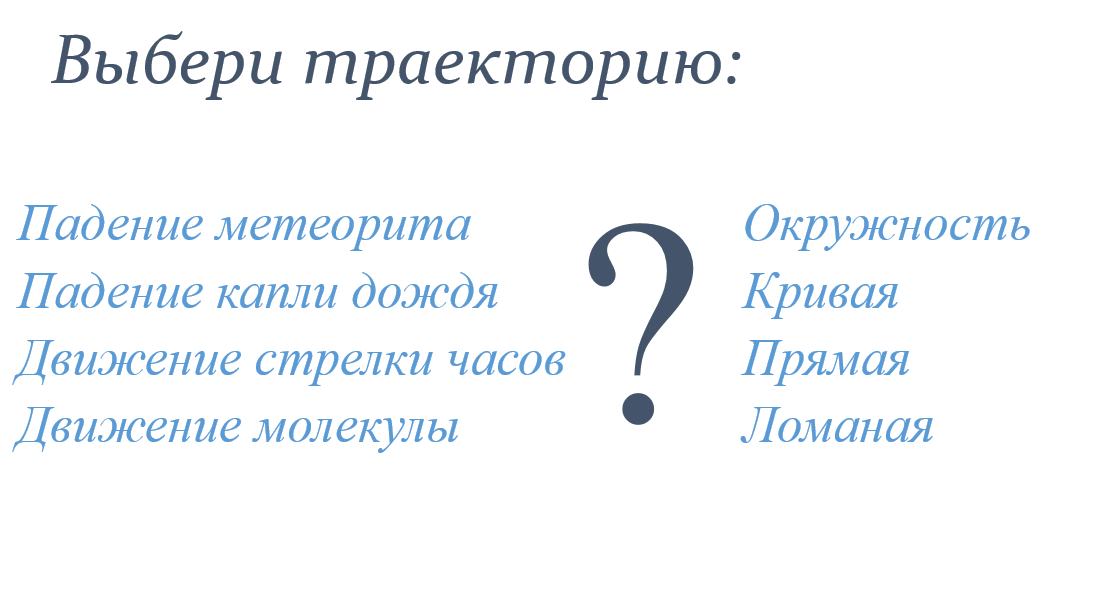 Выбери траекторию:
Падение метеорита
Падение капли дождя
Движение стрелки часов
Движение молекулы
?
Окружность
Кривая
Прямая
Ломаная